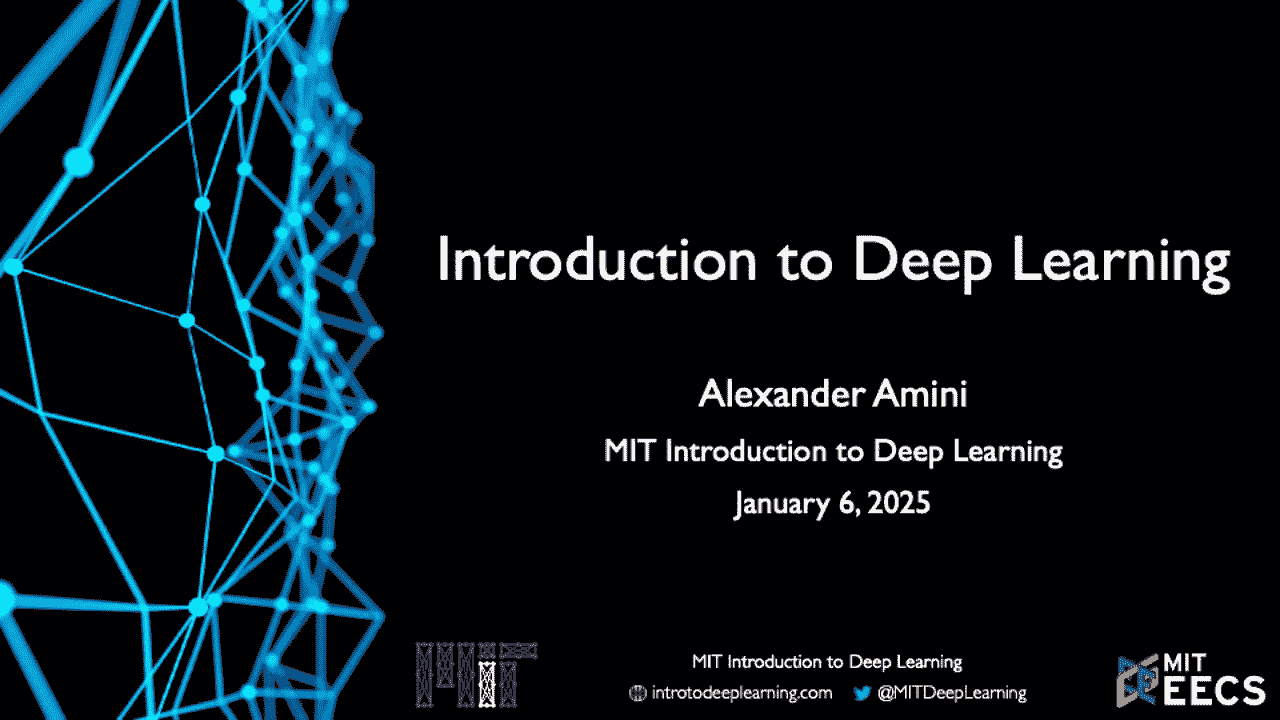 Introduction to Deep Learning
Alexander Amini
MIT Introduction to Deep Learning
January 6, 2025
MIT
MIT Introduction to Deep Learning
introtodeeplearning.com @MITDeepLearning
MIT
EECS